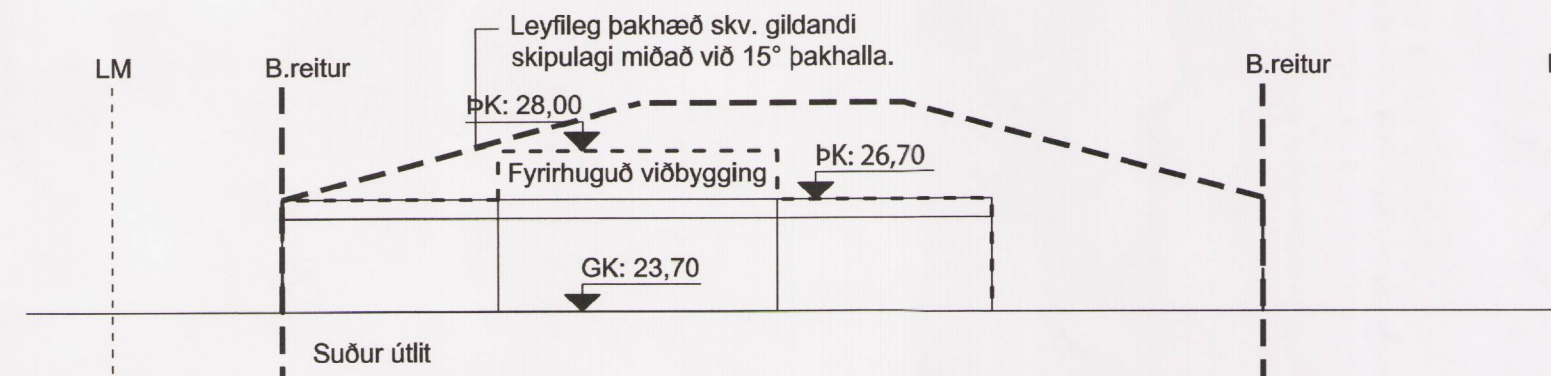 Leyfileg þakhæð skv. gildandi
skipulagi miðað við 15° þakhalla.
LM
B.reitur
B.reitur
ÞK: 28,00
ÞK: 26,70
Fyrirhuguð viðbygging
GK: 23,70
Suður útlit